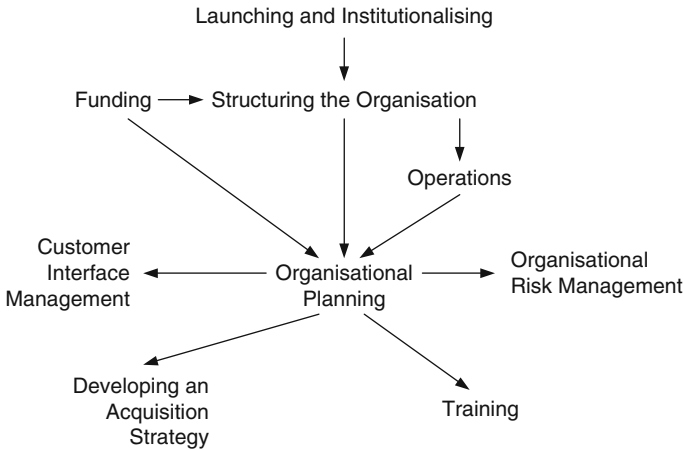 Launching and Institutionalising
Funding
Structuring the Organisation
Operations
Customer
Interface
Management
Organisational
Planning
Organisational
Risk Management
Developing an
Acquisition
Strategy
Training